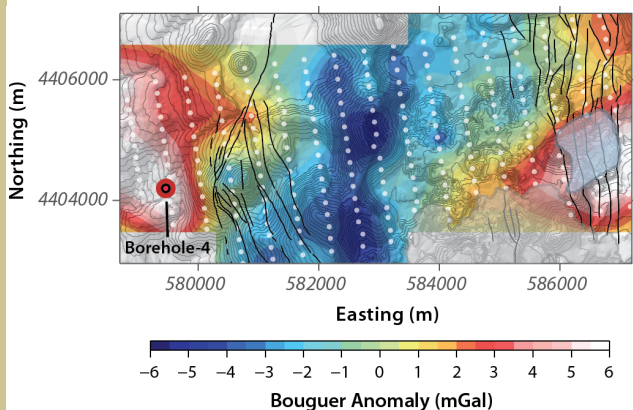 Northing (m)
4406000
4404000
Borehole-4
580000 582000 584000 586000
Easting (m)
−6 −5 −4 −3 −2 −1 0 1 2 3 4 5 6
Bouguer Anomaly (mGal)